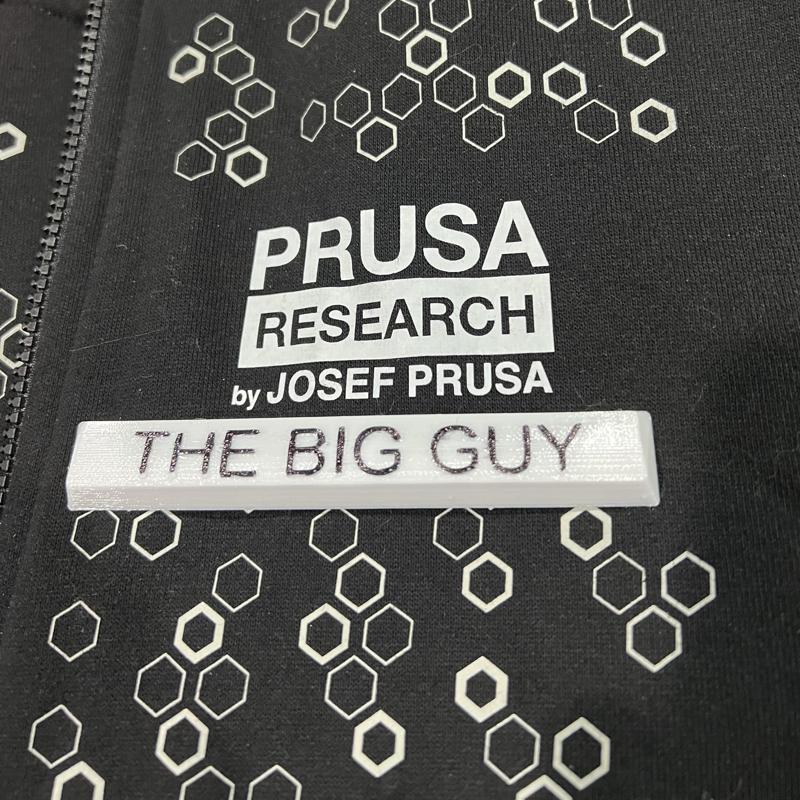 PRUSA
RESEARCH
by JOSEF PRUSA
THE BIG GUY